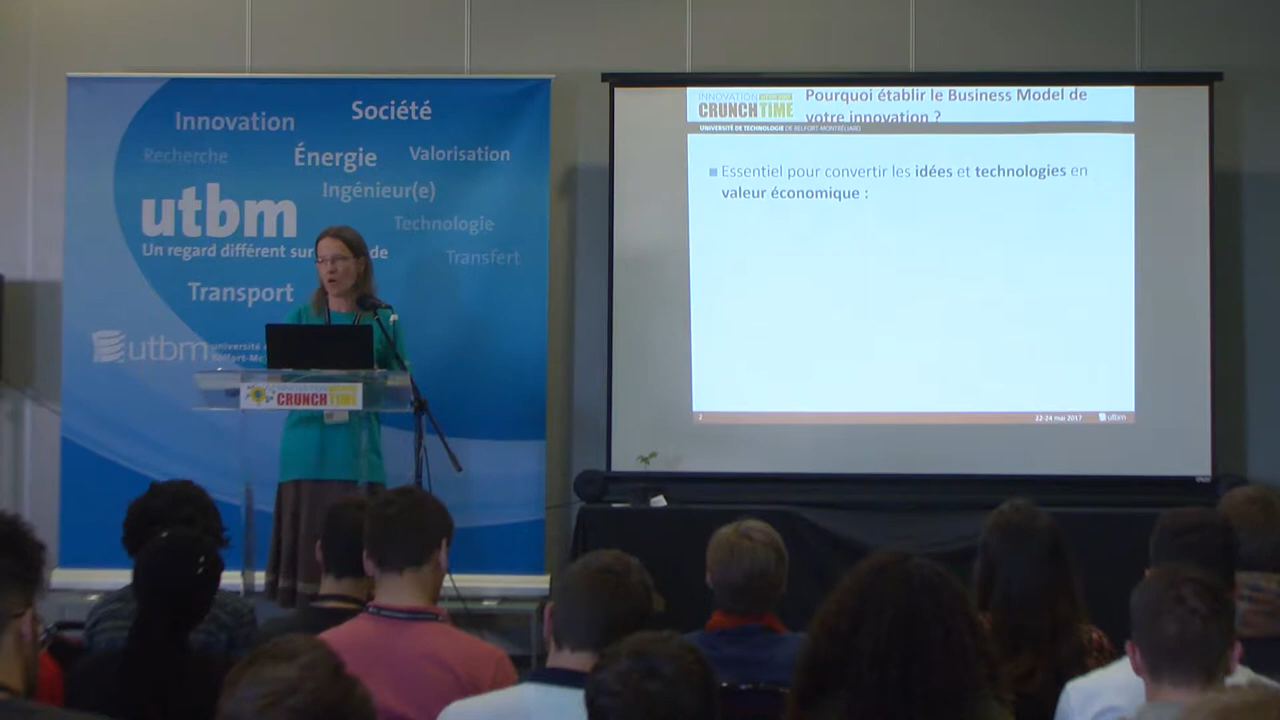 Société
Innovation
Recherche
Énergie
Valorisation
Ingénieur(e)
utbm
Technologie
Un regard différent sur
de
Transfert
Transport
utbm
université
CRUNCH TIME
INNOVATION
CRUNCH TIME
Pourquoi établir le Business Model de
votre innovation ?
UNIVERSITÉ DE TECHNOLOGIE DE BELFORT-MONTBÉLIARD
Essentiel pour convertir les idées et technologies en
valeur économique :
2
22-24 mai 2017
utbm